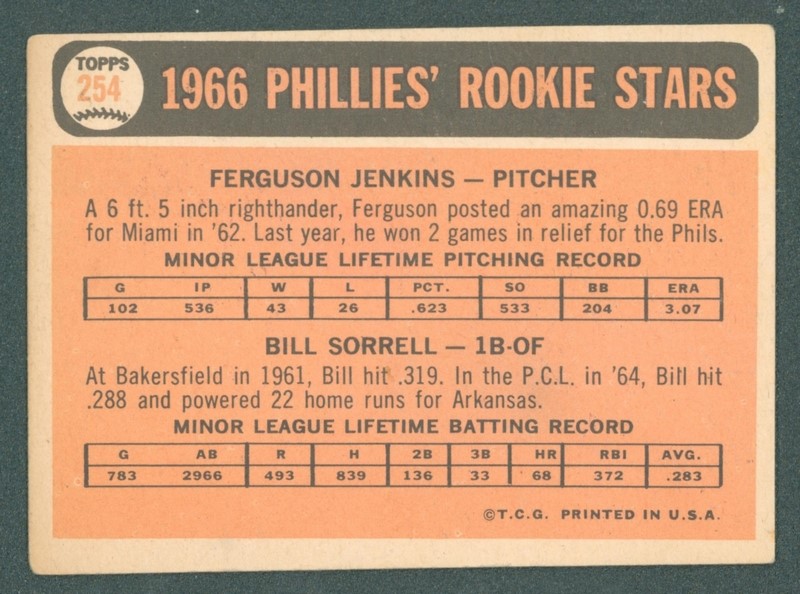 TOPPS
254
1966 PHILLIES' ROOKIE STARS
FERGUSON JENKINS — PITCHER
A 6 ft. 5 inch righthander, Ferguson posted an amazing 0.69 ERA
for Miami in '62. Last year, he won 2 games in relief for the Phils.
MINOR LEAGUE LIFETIME PITCHING RECORD
G IP W L PCT. SO BB ERA
102 536 43 26 .623 533 204 3.07
BILL SORRELL — 1B-OF
At Bakersfield in 1961, Bill hit .319. In the P.C.L. in '64, Bill hit
.288 and powered 22 home runs for Arkansas.
MINOR LEAGUE LIFETIME BATTING RECORD
G AB R H 2B 3B HR RBI AVG.
783 2966 493 839 136 33 68 372 .283
©T.C.G. PRINTED IN U.S.A.